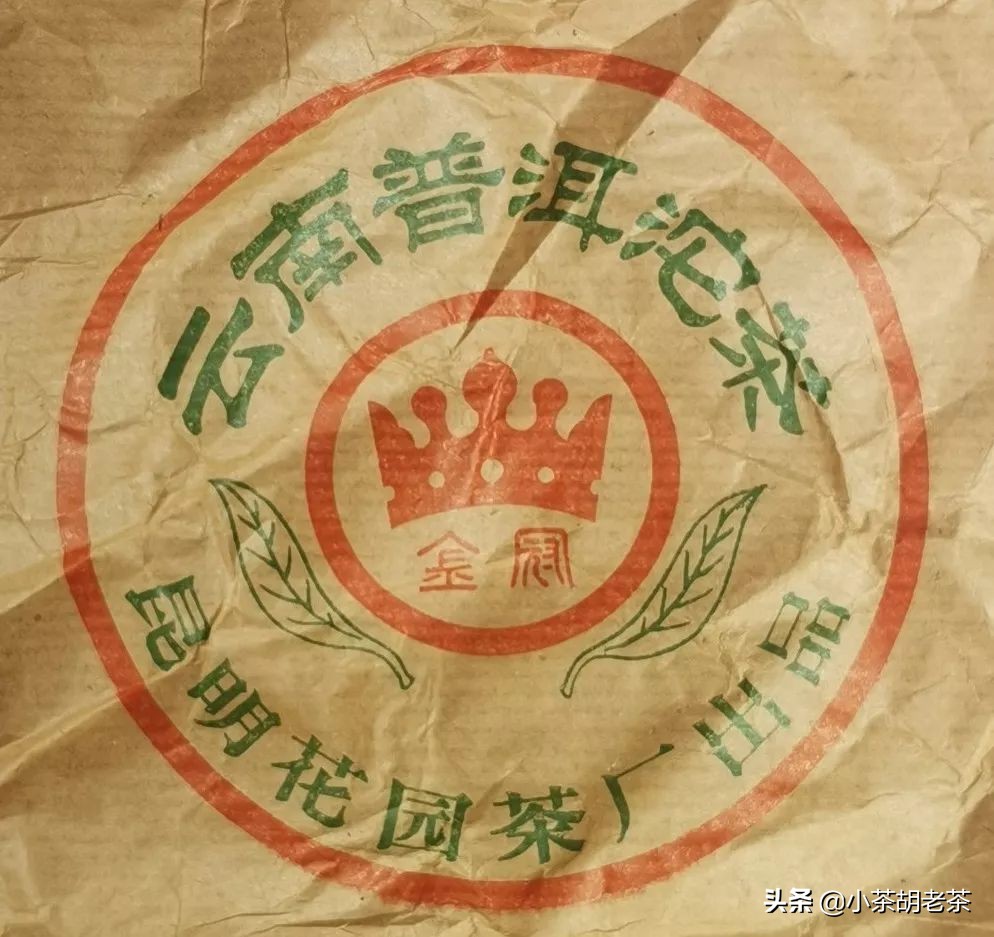 云南普洱沱茶
金冠
昆明花园茶厂出品
头条 @小茶胡老茶